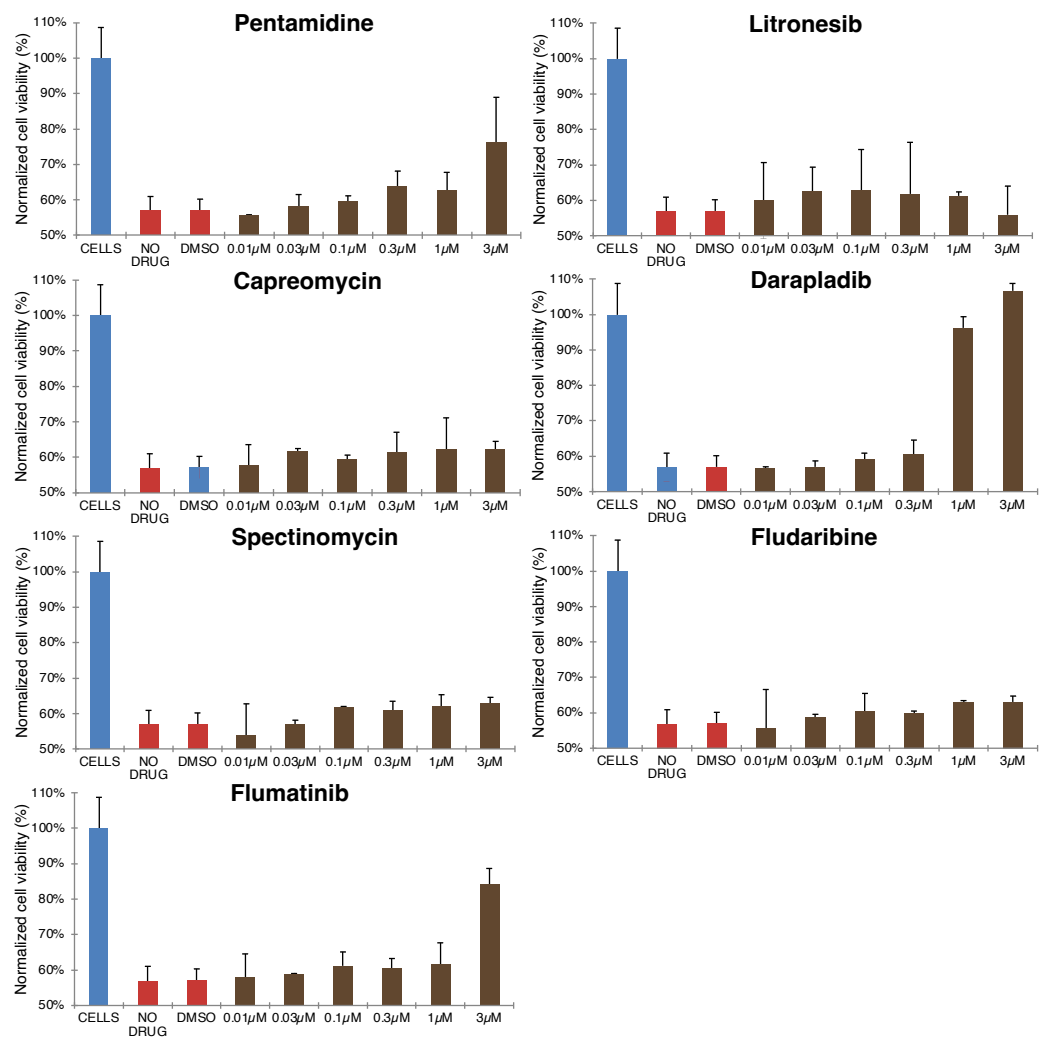 Pentamidine
Normalized cell viability (%)
110%
100%
90%
80%
70%
60%
50%
CELLS NO DRUG DMSO 0.01µM 0.03µM 0.1µM 0.3µM 1µM 3µM
Litronesib
Normalized cell viability (%)
110%
100%
90%
80%
70%
60%
50%
CELLS NO DRUG DMSO 0.01µM 0.03µM 0.1µM 0.3µM 1µM 3µM
Capreomycin
Normalized cell viability (%)
110%
100%
90%
80%
70%
60%
50%
CELLS NO DRUG DMSO 0.01µM 0.03µM 0.1µM 0.3µM 1µM 3µM
Darapladib
Normalized cell viability (%)
110%
100%
90%
80%
70%
60%
50%
CELLS NO DRUG DMSO 0.01µM 0.03µM 0.1µM 0.3µM 1µM 3µM
Spectinomycin
Normalized cell viability (%)
110%
100%
90%
80%
70%
60%
50%
CELLS NO DRUG DMSO 0.01µM 0.03µM 0.1µM 0.3µM 1µM 3µM
Fludaribine
Normalized cell viability (%)
110%
100%
90%
80%
70%
60%
50%
CELLS NO DRUG DMSO 0.01µM 0.03µM 0.1µM 0.3µM 1µM 3µM
Flumatinib
Normalized cell viability (%)
110%
100%
90%
80%
70%
60%
50%
CELLS NO DRUG DMSO 0.01µM 0.03µM 0.1µM 0.3µM 1µM 3µM